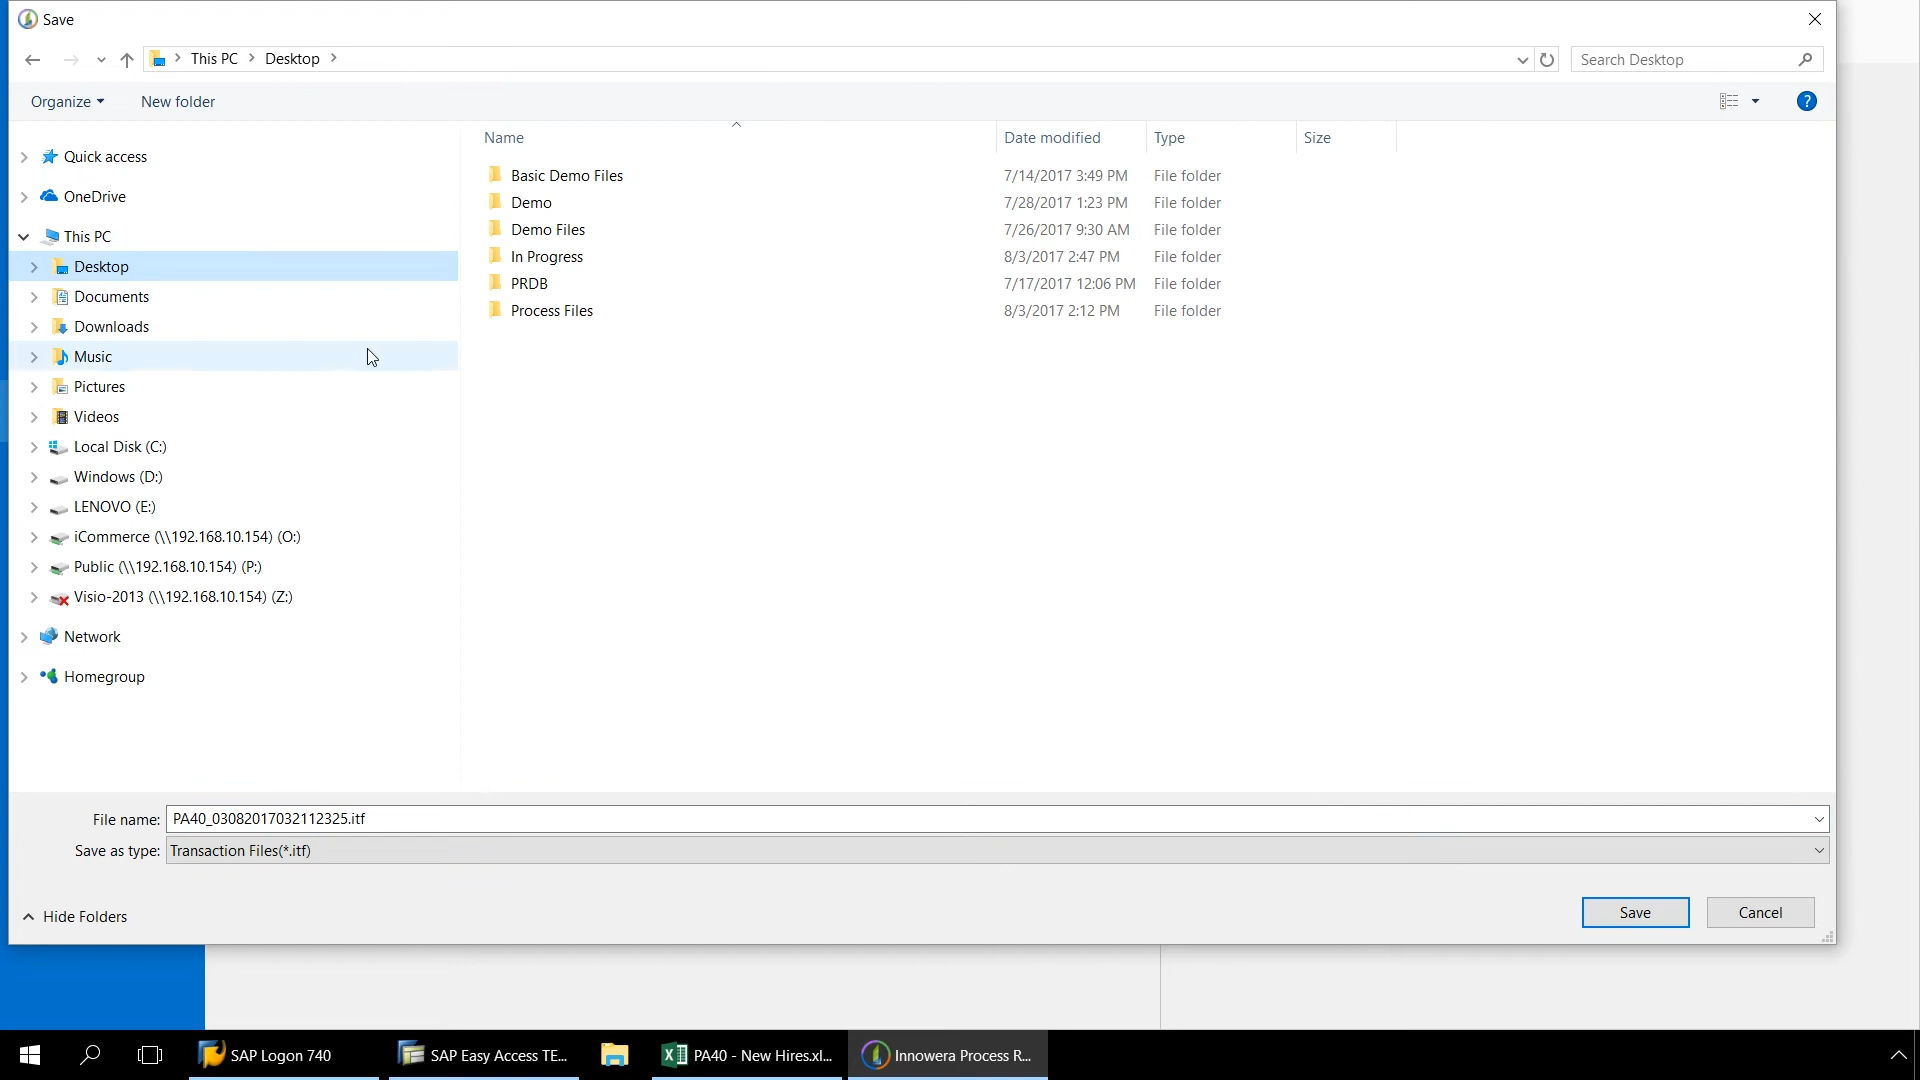 Save
This PC Desktop
Search Desktop
Organize New folder
?
Name Date modified Type Size
Quick access
OneDrive
This PC
Desktop
Documents
Downloads
Music
Pictures
Videos
Local Disk (C:)
Windows (D:)
LENOVO (E:)
iCommerce (\\192.168.10.154) (O:)
Public (\\192.168.10.154) (P:)
Visio-2013 (\\192.168.10.154) (Z:)
Network
Homegroup
Basic Demo Files 7/14/2017 3:49 PM File folder
Demo 7/28/2017 1:23 PM File folder
Demo Files 7/26/2017 9:30 AM File folder
In Progress 8/3/2017 2:47 PM File folder
PRDB 7/17/2017 12:06 PM File folder
Process Files 8/3/2017 2:12 PM File folder
File name: PA40_03082017032112325.itf
Save as type: Transaction Files(*.itf)
Hide Folders
Save Cancel
SAP Logon 740 SAP Easy Access TE... PA40 - New Hires.xl... Innowera Process R...